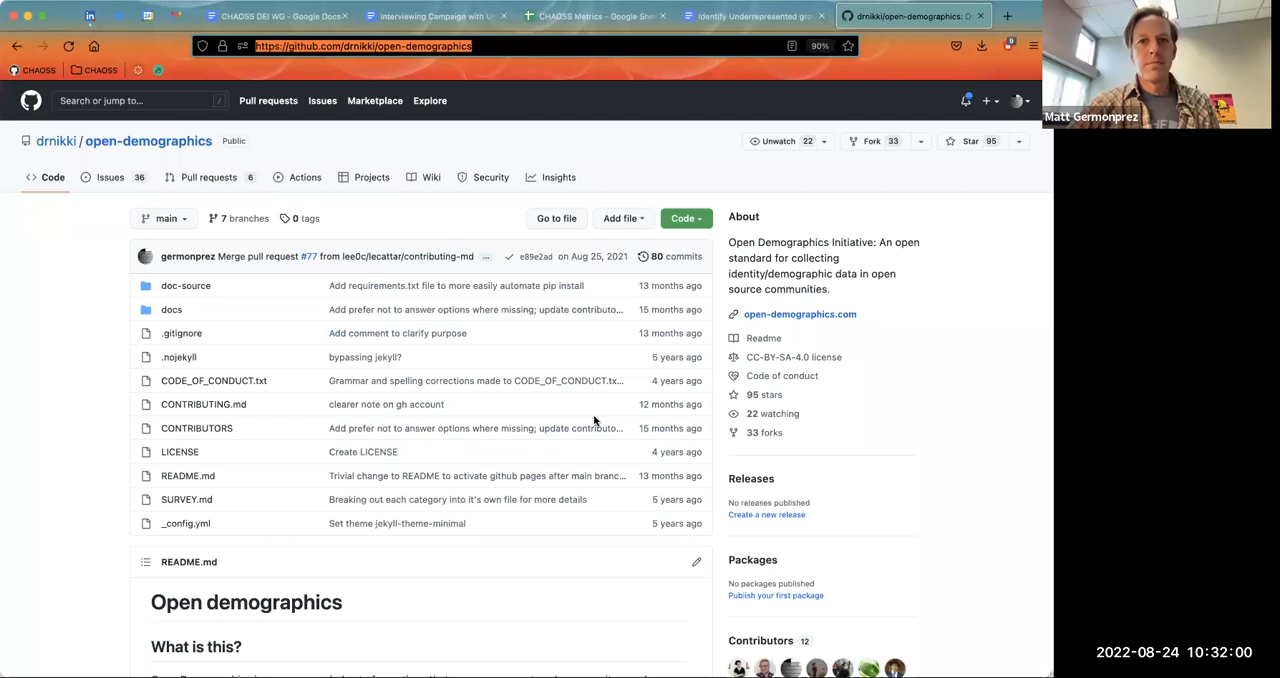 CHAOSS DEI WG - Google Docs
Interviewing Campaign with U
CHAOSS Metrics - Google She
Identify Underrepresented gro
drnikki/open-demographics: O
https://github.com/drnikki/open-demographics
90%
9
CHAOSS
CHAOSS
Search or jump to...
/
Pull requests
Issues
Marketplace
Explore
Matt Germonprez
drnikki / open-demographics
Public
Unwatch 22
Fork 33
Star 95
Code
Issues 36
Pull requests 6
Actions
Projects
Wiki
Security
Insights
main
7 branches
0 tags
Go to file
Add file
Code
germonprez Merge pull request #77 from lee0c/lecattar/contributing-md ... e89e2ad on Aug 25, 2021 80 commits
doc-source Add requirements.txt file to more easily automate pip install 13 months ago
docs Add prefer not to answer options where missing; update contributo... 15 months ago
.gitignore Add comment to clarify purpose 13 months ago
.nojekyll bypassing jekyll? 5 years ago
CODE_OF_CONDUCT.txt Grammar and spelling corrections made to CODE_OF_CONDUCT.tx... 4 years ago
CONTRIBUTING.md clearer note on gh account 12 months ago
CONTRIBUTORS Add prefer not to answer options where missing; update contributo... 15 months ago
LICENSE Create LICENSE 4 years ago
README.md Trivial change to README to activate github pages after main branc... 13 months ago
SURVEY.md Breaking out each category into it's own file for more details 5 years ago
_config.yml Set theme jekyll-theme-minimal 5 years ago
README.md
Open demographics
What is this?
About
Open Demographics Initiative: An open
standard for collecting
identity/demographic data in open
source communities.
open-demographics.com
Readme
CC-BY-SA-4.0 license
Code of conduct
95 stars
22 watching
33 forks
Releases
No releases published
Create a new release
Packages
No packages published
Publish your first package
Contributors 12
2022-08-24 10:32:00